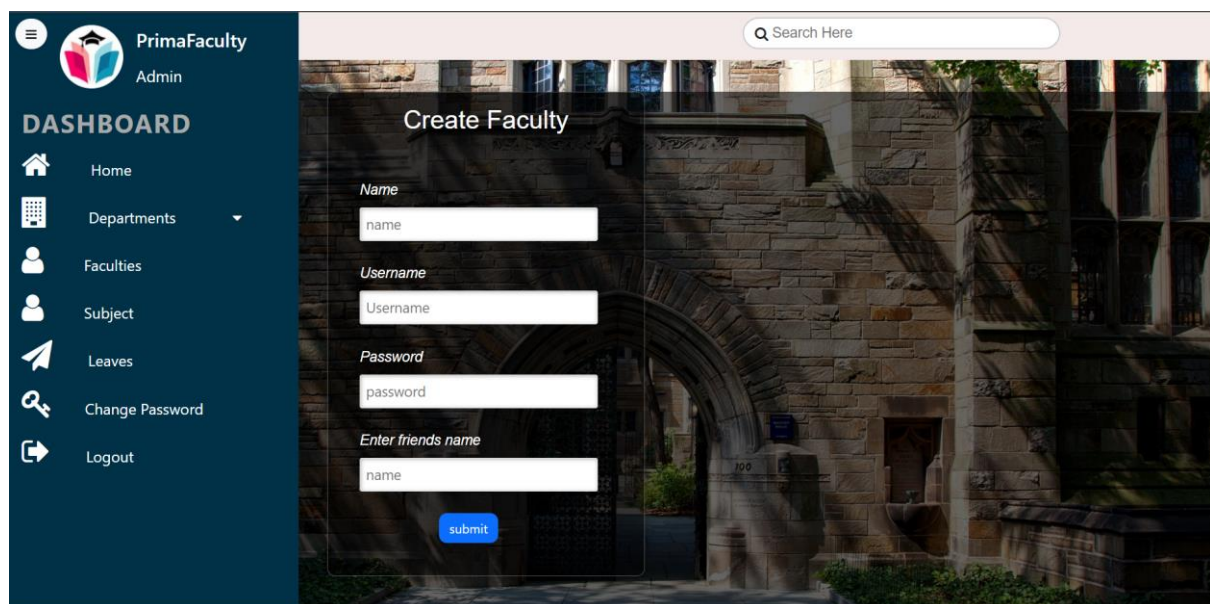 PrimaFaculty
Admin
DASHBOARD
Home
Departments
Faculties
Subject
Leaves
Change Password
Logout
Search Here
Create Faculty
Name
name
Username
Username
Password
password
Enter friends name
name
submit
100